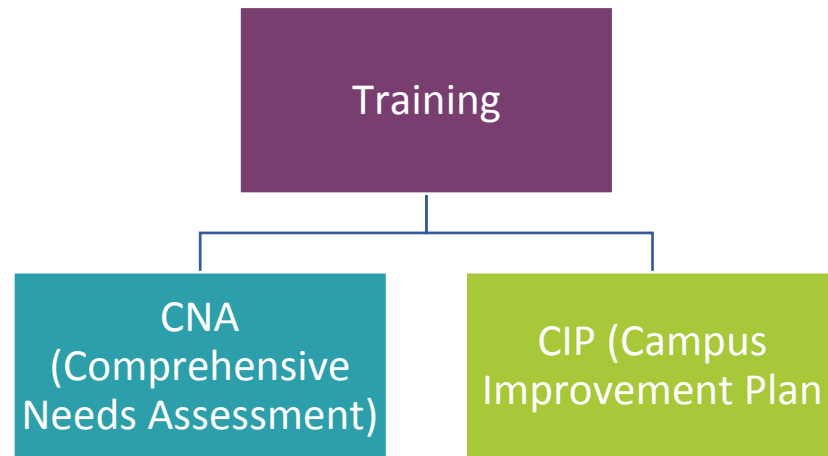 Training
CNA
(Comprehensive
Needs Assessment)
CIP (Campus
Improvement Plan